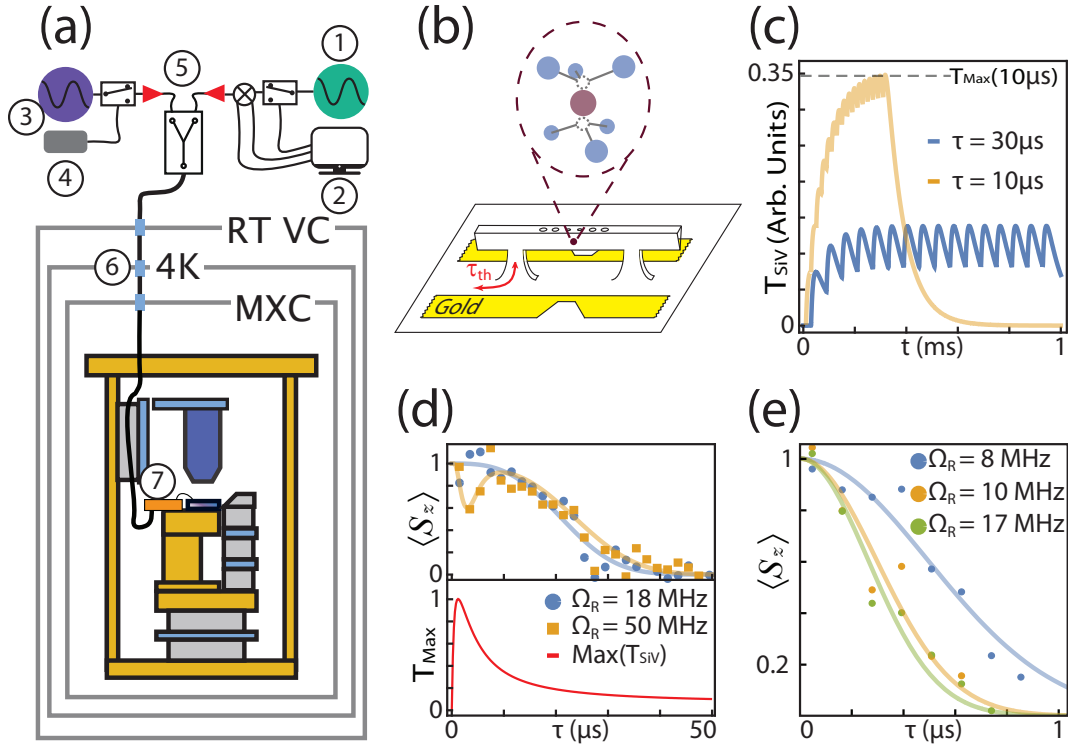 (a)
1
5
3
4
2
RT VC
6
4K
MXC
7
(b)
τth
Gold
(c)
0.35
TMax(10μs)
τ = 30μs
τ = 10μs
TSiV (Arb. Units)
0
0
t (ms)
1
(d)
1
⟨Sz⟩
0
ΩR = 18 MHz
ΩR = 50 MHz
Max(TSiV)
1
TMax
0
0
τ (μs)
50
(e)
1
ΩR = 8 MHz
ΩR = 10 MHz
ΩR = 17 MHz
⟨Sz⟩
0.2
0
τ (μs)
1